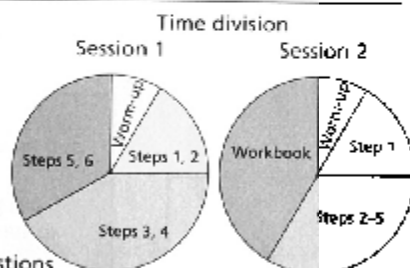 Time division
Session 1
Session 2
Warm-up
Steps 1, 2
Steps 3, 4
Steps 5, 6
Warm-up
Step 1
Steps 2–5
Workbook
stions